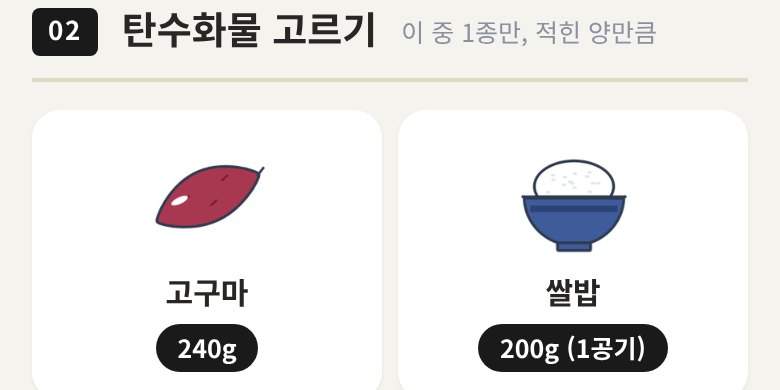 02 탄수화물 고르기 이 중 1종만, 적힌 양만큼
고구마
240g
쌀밥
200g (1공기)